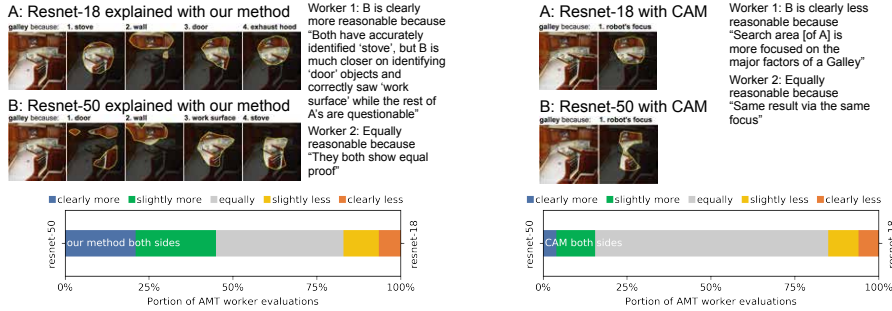 A: Resnet-18 explained with our method
galley because: 1. stove 2. wall 3. door 4. exhaust hood
B: Resnet-50 explained with our method
galley because: 1. door 2. wall 3. work surface 4. stove
Worker 1: B is clearly
more reasonable because
“Both have accurately
identified ‘stove’, but B is
much closer on identifying
‘door’ objects and
correctly saw ‘work
surface’ while the rest of
A’s are questionable”
Worker 2: Equally
reasonable because
“They both show equal
proof”
clearly more slightly more equally slightly less clearly less
resnet-50
our method both sides
resnet-18
0% 25% 50% 75% 100%
Portion of AMT worker evaluations
A: Resnet-18 with CAM
galley because: 1. robot's focus
B: Resnet-50 with CAM
galley because: 1. robot's focus
Worker 1: B is clearly less
reasonable because
“Search area [of A] is
more focused on the
major factors of a Galley”
Worker 2: Equally
reasonable because
“Same result via the same
focus”
clearly more slightly more equally slightly less clearly less
resnet-50
CAM both sides
resnet-18
0% 25% 50% 75% 100%
Portion of AMT worker evaluations